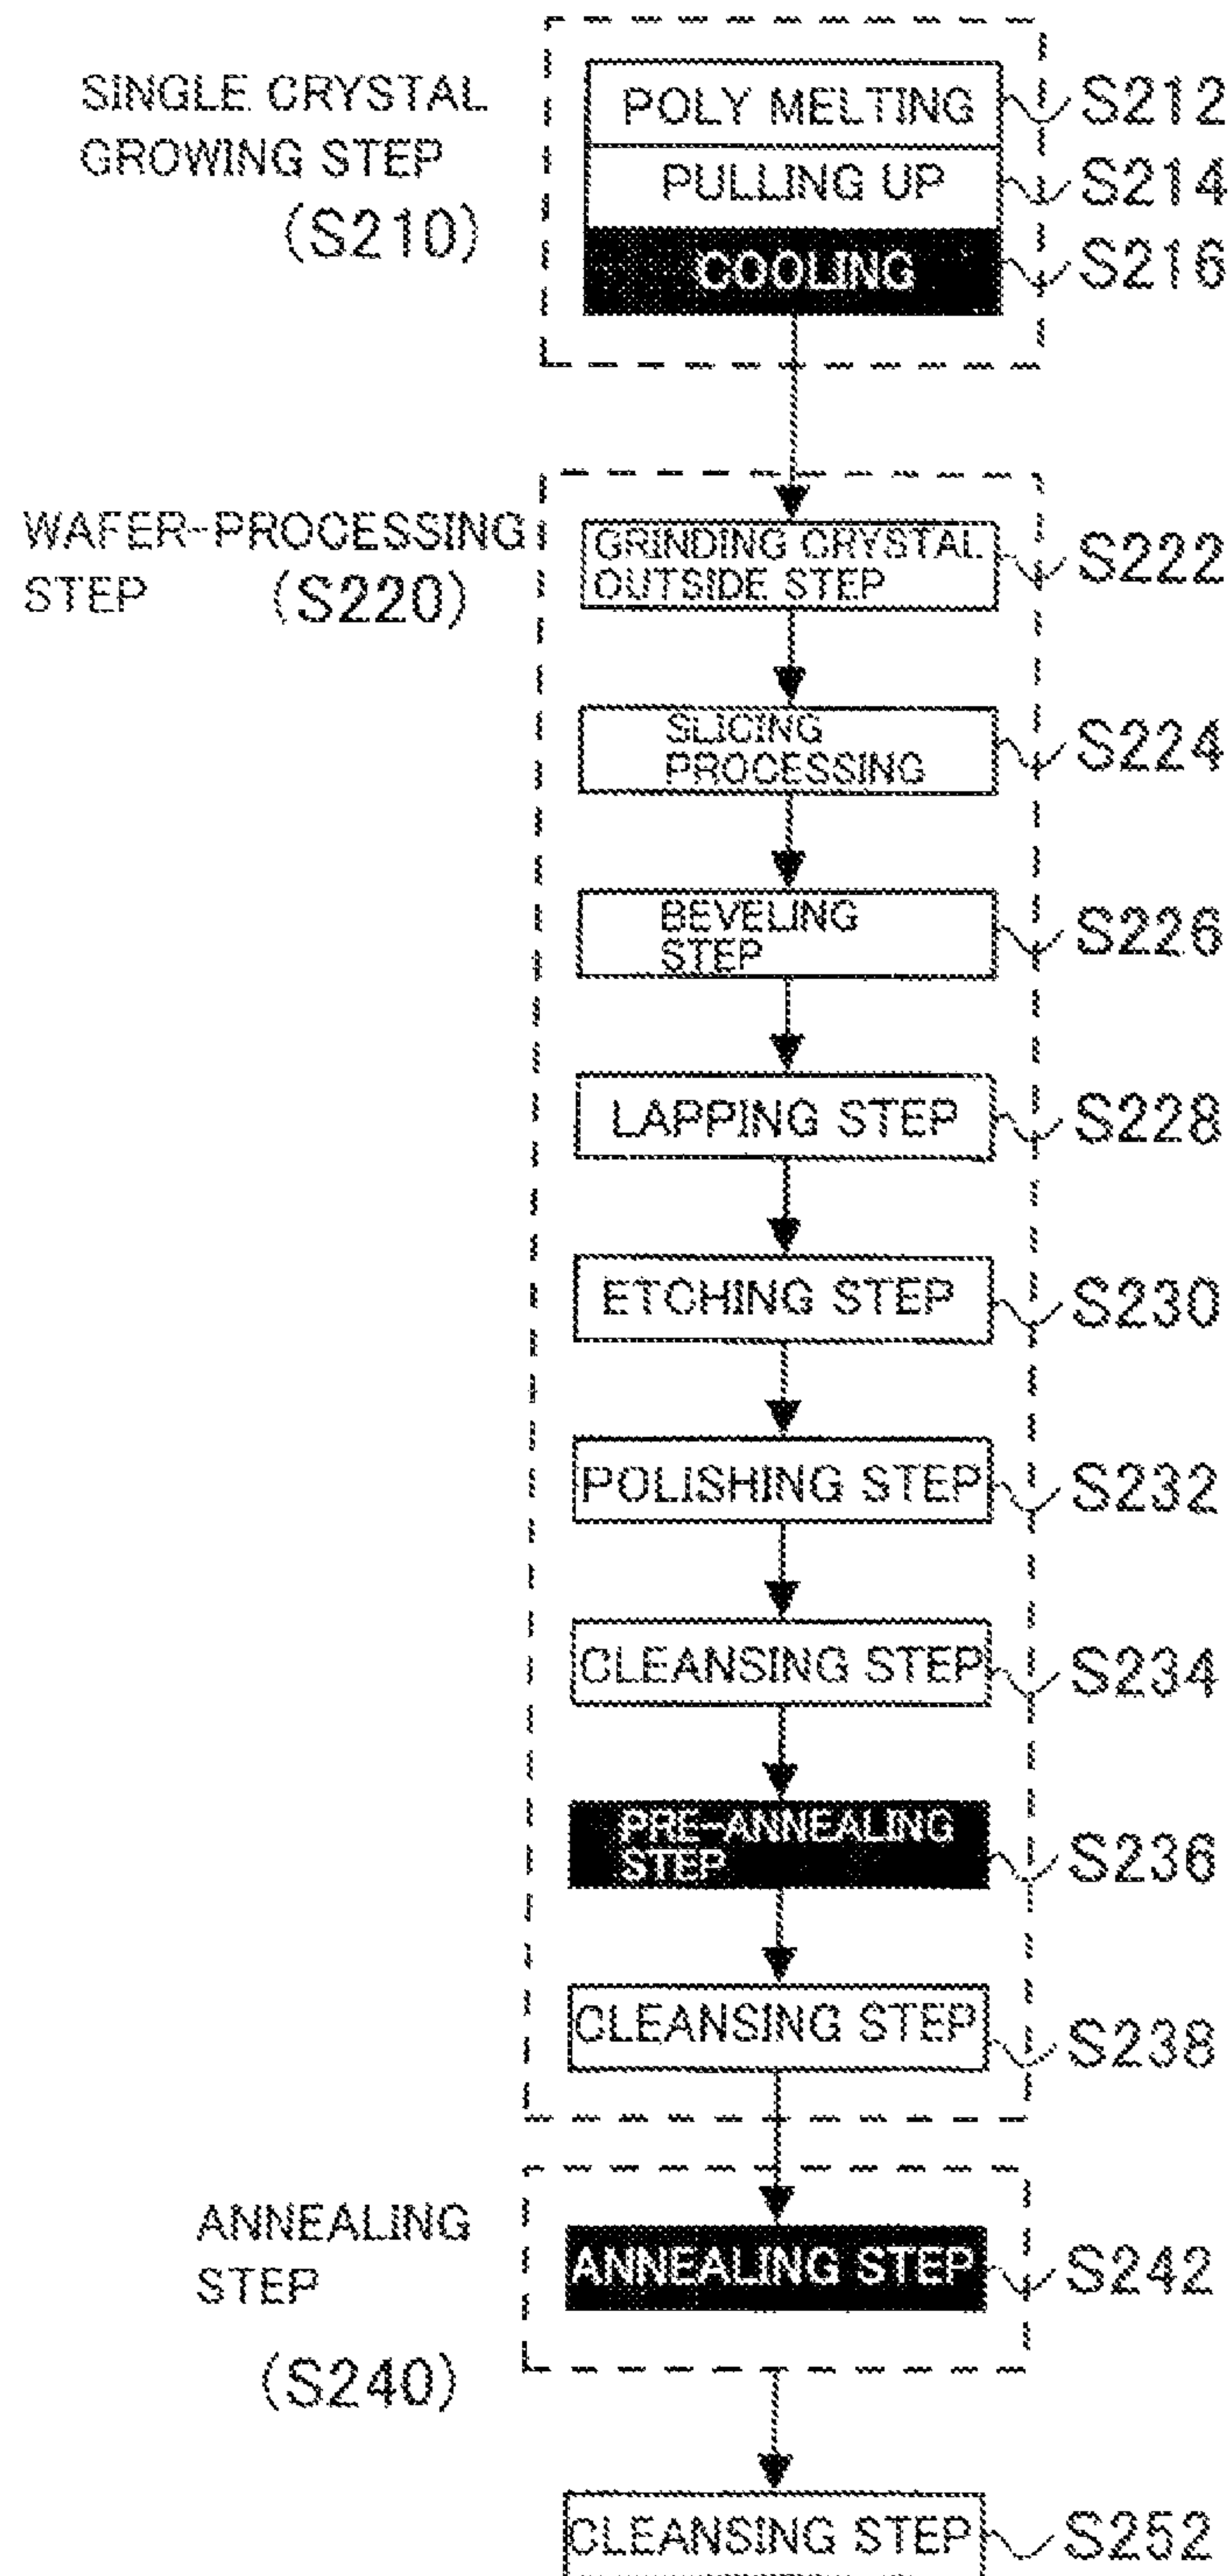 SINGLE CRYSTAL
GROWING STEP
(S210)
POLY MELTING
S212
PULLING UP
S214
COOLING
S216
WAFER-PROCESSING
STEP
(S220)
GRINDING CRYSTAL
OUTSIDE STEP
S222
SLICING
PROCESSING
S224
BEVELING
STEP
S226
LAPPING STEP
S228
ETCHING STEP
S230
POLISHING STEP
S232
CLEANSING STEP
S234
PRE-ANNEALING
STEP
S236
CLEANSING STEP
S238
ANNEALING
STEP
(S240)
ANNEALING STEP
S242
CLEANSING STEP
S252